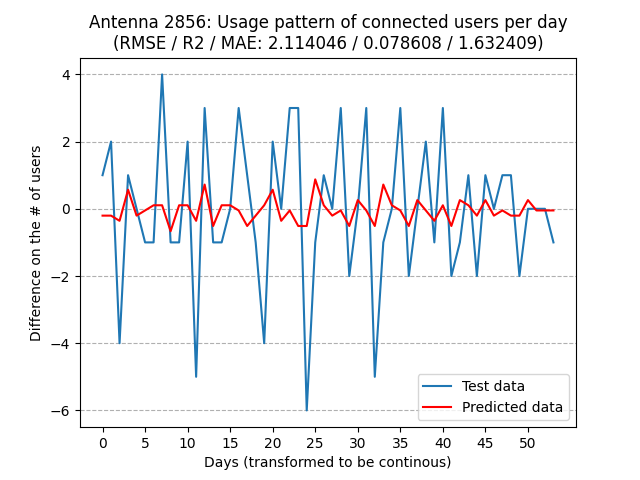 Antenna 2856: Usage pattern of connected users per day
(RMSE / R2 / MAE: 2.114046 / 0.078608 / 1.632409)
Difference on the # of users
4
2
0
−2
−4
−6
Test data
Predicted data
0 5 10 15 20 25 30 35 40 45 50
Days (transformed to be continous)